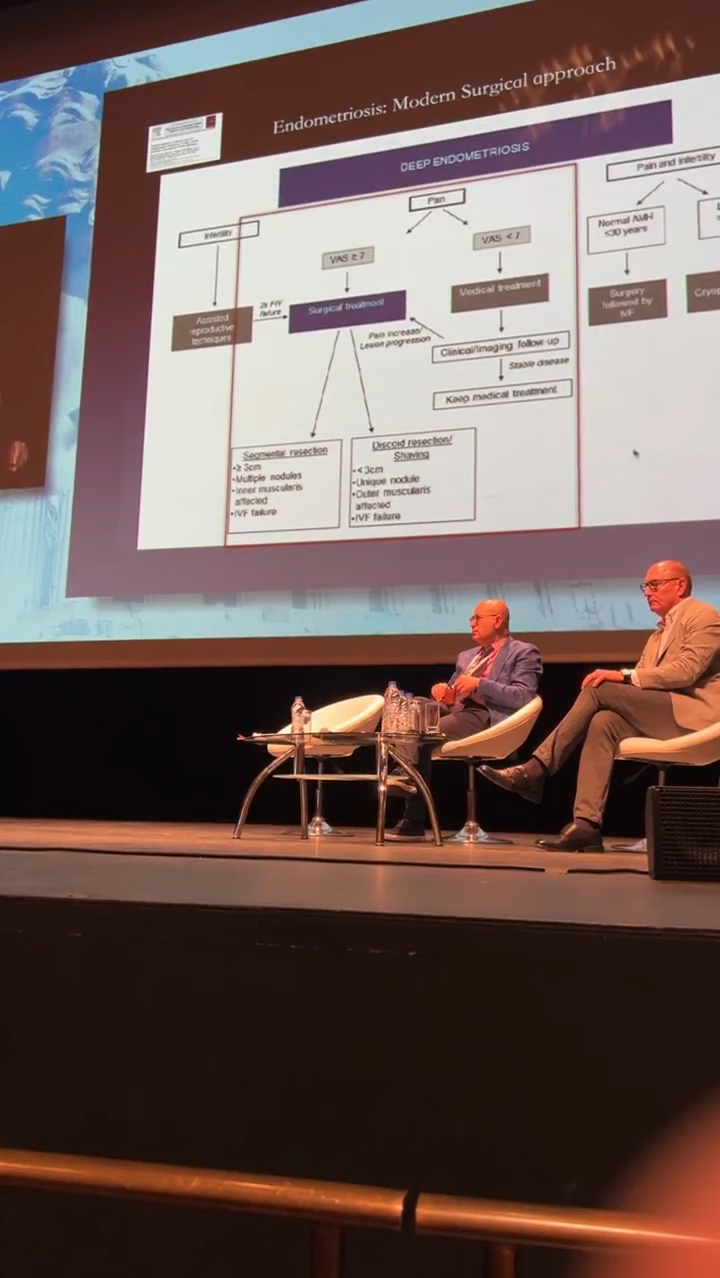 Endometriosis: Modern Surgical approach
DEEP ENDOMETRIOSIS
Pain
Pain and Infertility
Infertility
VAS ≥ 7
VAS < 7
Normal AMH
≤30 years
Assisted
reproductive
techniques
2x FIV
failure
Surgical treatment
Medical treatment
Surgery
followed by
IVF
Pain increase/
Lesion progression
Clinical/imaging follow-up
Stable disease
Keep medical treatment
Segmental resection
•≥ 3cm
•Multiple nodules
•Inner muscularis
affected
•IVF failure
Discoid resection/
Shaving
•< 3cm
•Unique nodule
•Outer muscularis
affected
•IVF failure